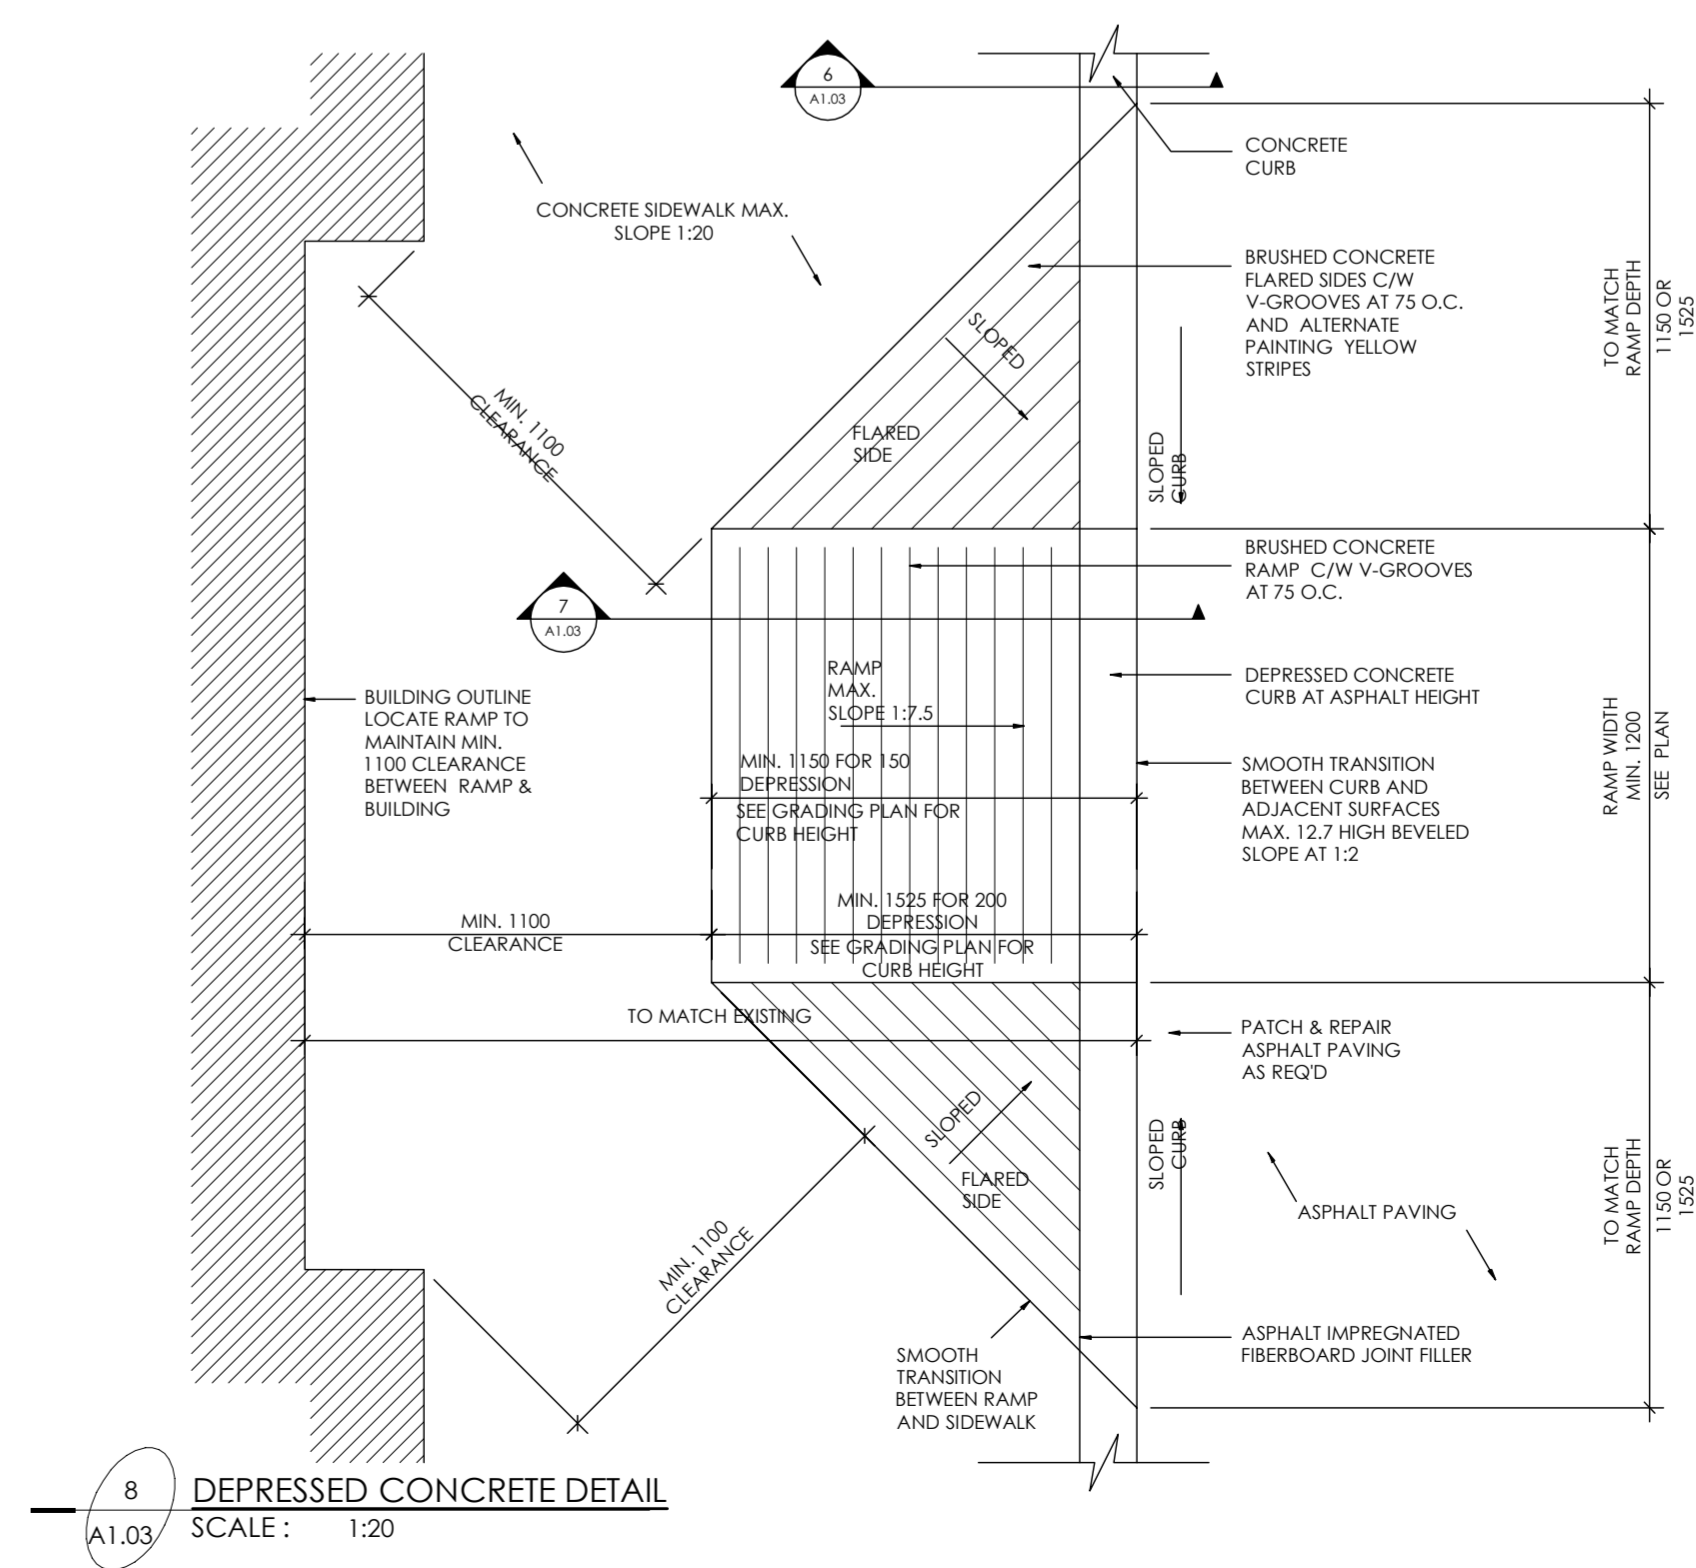 6
A1.03
CONCRETE
CURB
CONCRETE SIDEWALK MAX.
SLOPE 1:20
BRUSHED CONCRETE
FLARED SIDES C/W
V-GROOVES AT 75 O.C.
AND ALTERNATE
PAINTING YELLOW
STRIPES
TO MATCH
RAMP DEPTH
1150 OR
1525
SLOPED
MIN. 1100
CLEARANCE
FLARED
SIDE
SLOPED
CURB
BRUSHED CONCRETE
RAMP C/W V-GROOVES
AT 75 O.C.
7
A1.03
RAMP
MAX.
SLOPE 1:7.5
DEPRESSED CONCRETE
CURB AT ASPHALT HEIGHT
BUILDING OUTLINE
LOCATE RAMP TO
MAINTAIN MIN.
1100 CLEARANCE
BETWEEN RAMP &
BUILDING
MIN. 1150 FOR 150
DEPRESSION
SEE GRADING PLAN FOR
CURB HEIGHT
SMOOTH TRANSITION
BETWEEN CURB AND
ADJACENT SURFACES
MAX. 12.7 HIGH BEVELED
SLOPE AT 1:2
RAMP WIDTH
MIN. 1200
SEE PLAN
MIN. 1100
CLEARANCE
MIN. 1525 FOR 200
DEPRESSION
SEE GRADING PLAN FOR
CURB HEIGHT
TO MATCH EXISTING
PATCH & REPAIR
ASPHALT PAVING
AS REQ'D
SLOPED
FLARED
SIDE
SLOPED
CURB
ASPHALT PAVING
TO MATCH
RAMP DEPTH
1150 OR
1525
MIN. 1100
CLEARANCE
SMOOTH
TRANSITION
BETWEEN RAMP
AND SIDEWALK
ASPHALT IMPREGNATED
FIBERBOARD JOINT FILLER
8
A1.03
DEPRESSED CONCRETE DETAIL
SCALE : 1:20